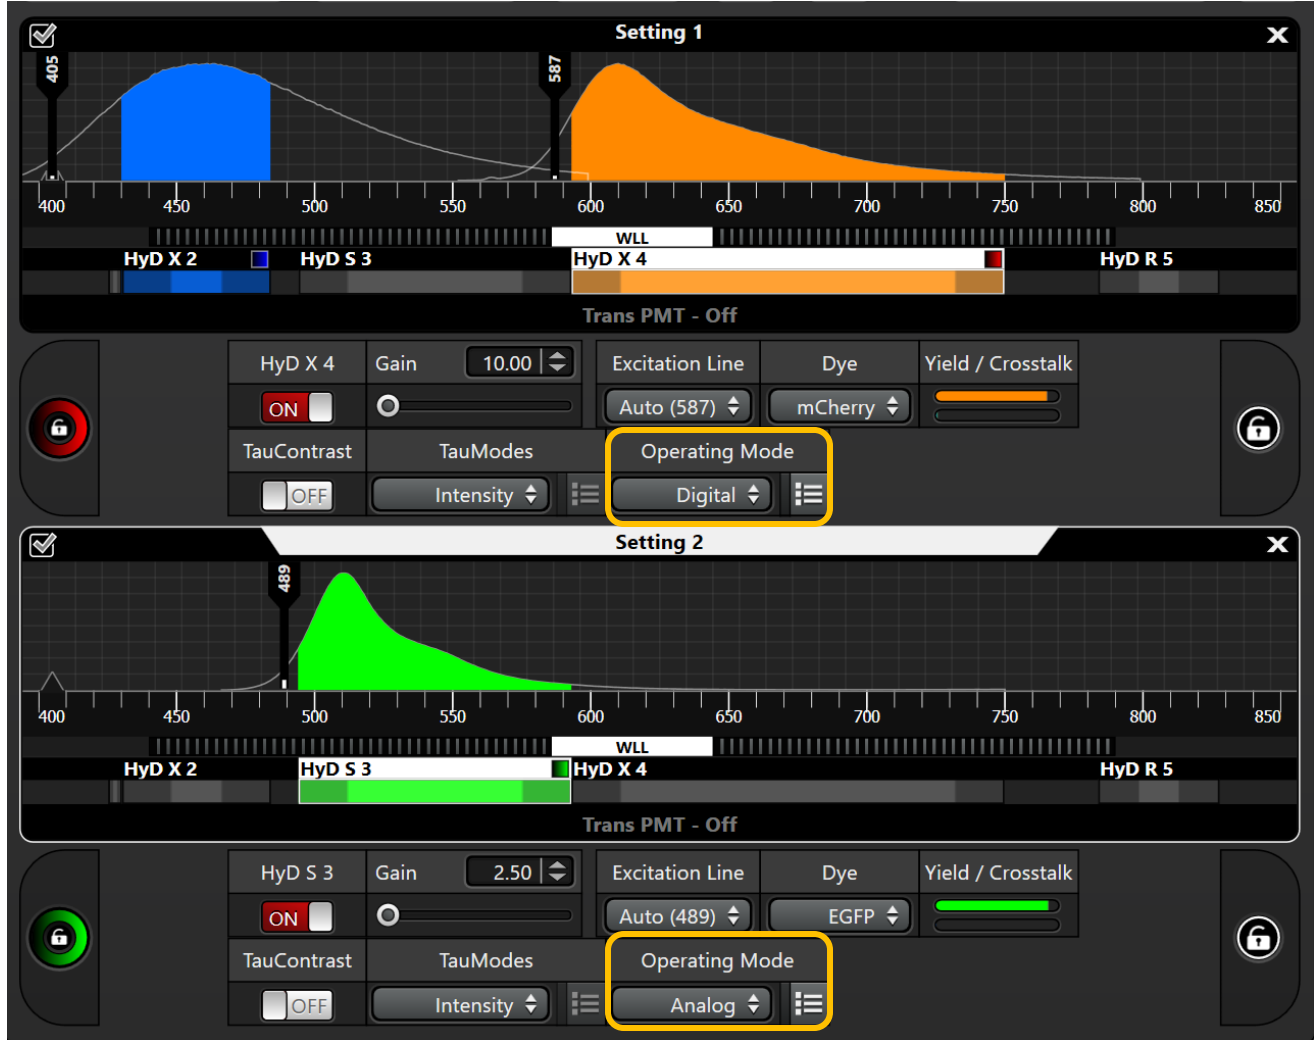 Setting 1
405
587
400 450 500 550 600 650 700 750 800 850
WLL
HyD X 2 HyD S 3 HyD X 4 HyD R 5
Trans PMT - Off
HyD X 4 Gain 10.00 Excitation Line Dye Yield / Crosstalk
ON Auto (587) mCherry
TauContrast TauModes Operating Mode
OFF Intensity Digital
Setting 2
489
400 450 500 550 600 650 700 750 800 850
WLL
HyD X 2 HyD S 3 HyD X 4 HyD R 5
Trans PMT - Off
HyD S 3 Gain 2.50 Excitation Line Dye Yield / Crosstalk
ON Auto (489) EGFP
TauContrast TauModes Operating Mode
OFF Intensity Analog